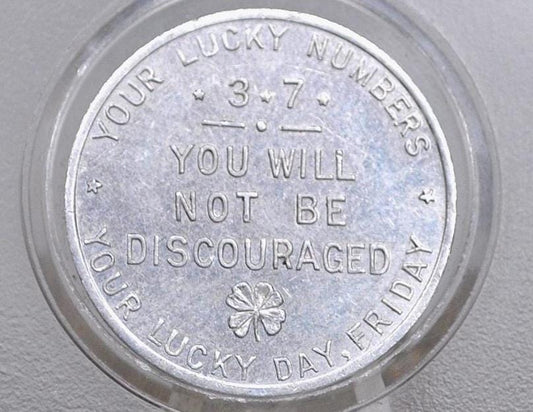 YOUR LUCKY NUMBERS
★ 3 ★ 7 ★
YOU WILL
NOT BE
DISCOURAGED
YOUR LUCKY DAY, FRIDAY